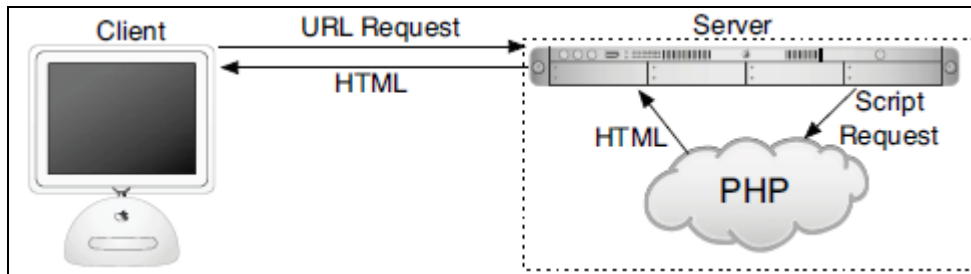 Client
URL Request
Server
HTML
Script
Request
HTML
PHP